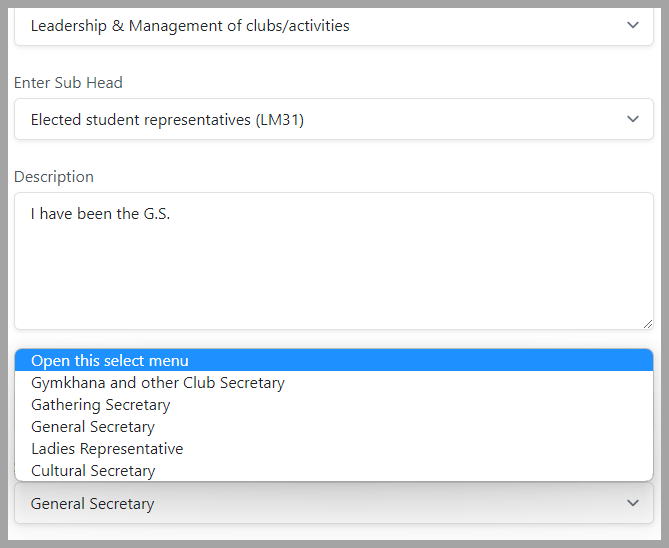 Leadership & Management of clubs/activities
Enter Sub Head
Elected student representatives (LM31)
Description
I have been the G.S.
Open this select menu
Gymkhana and other Club Secretary
Gathering Secretary
General Secretary
Ladies Representative
Cultural Secretary
General Secretary